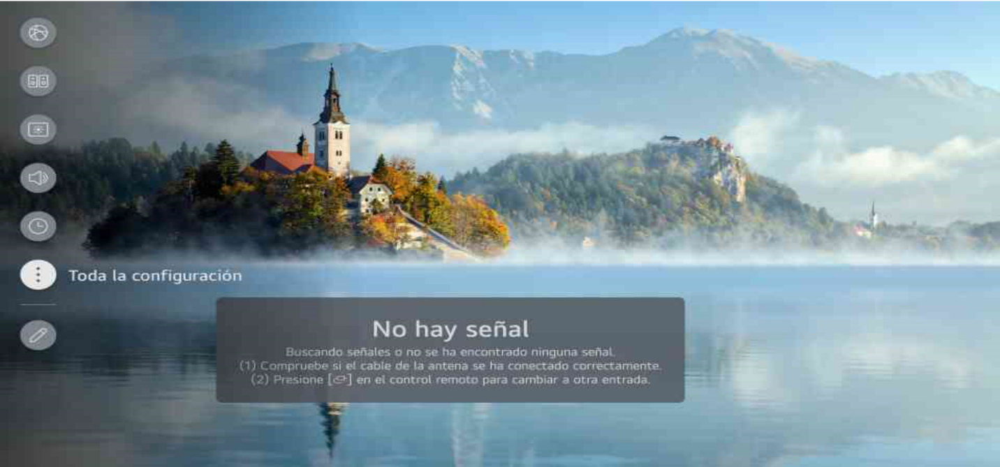 Toda la configuración
No hay señal
Buscando señales o no se ha encontrado ninguna señal.
(1) Compruebe si el cable de la antena se ha conectado correctamente.
(2) Presione [] en el control remoto para cambiar a otra entrada.